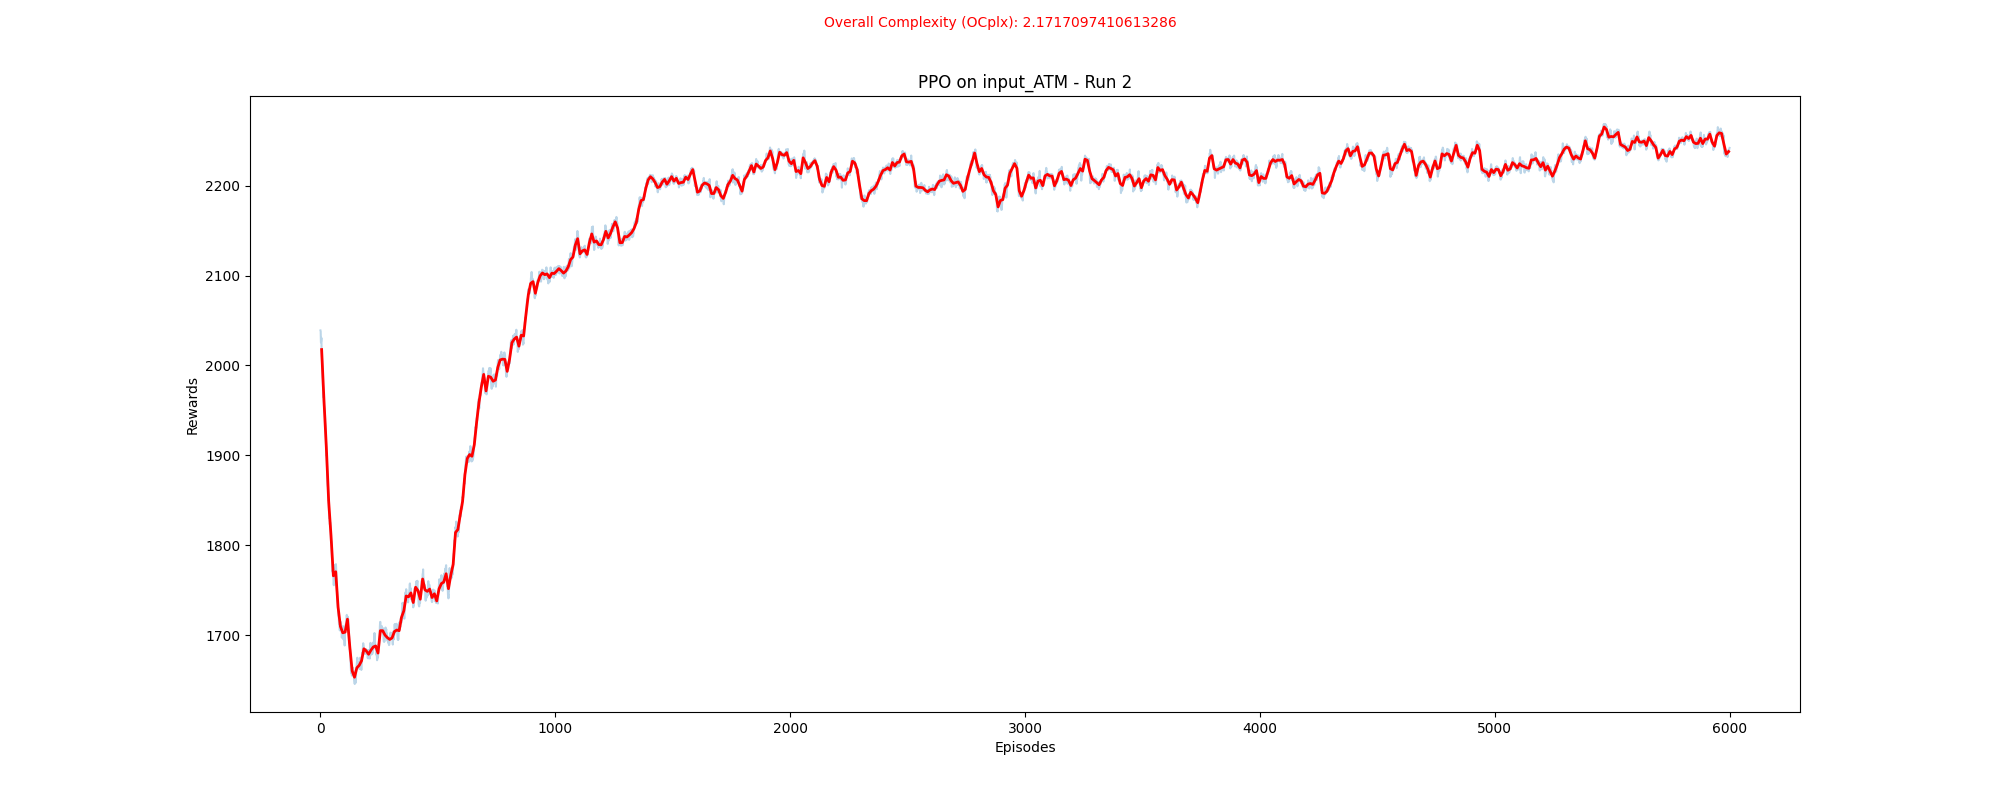 Overall Complexity (OCplx): 2.1717097410613286
PPO on input_ATM - Run 2
Rewards
2200
2100
2000
1900
1800
1700
0 1000 2000 3000 4000 5000 6000
Episodes